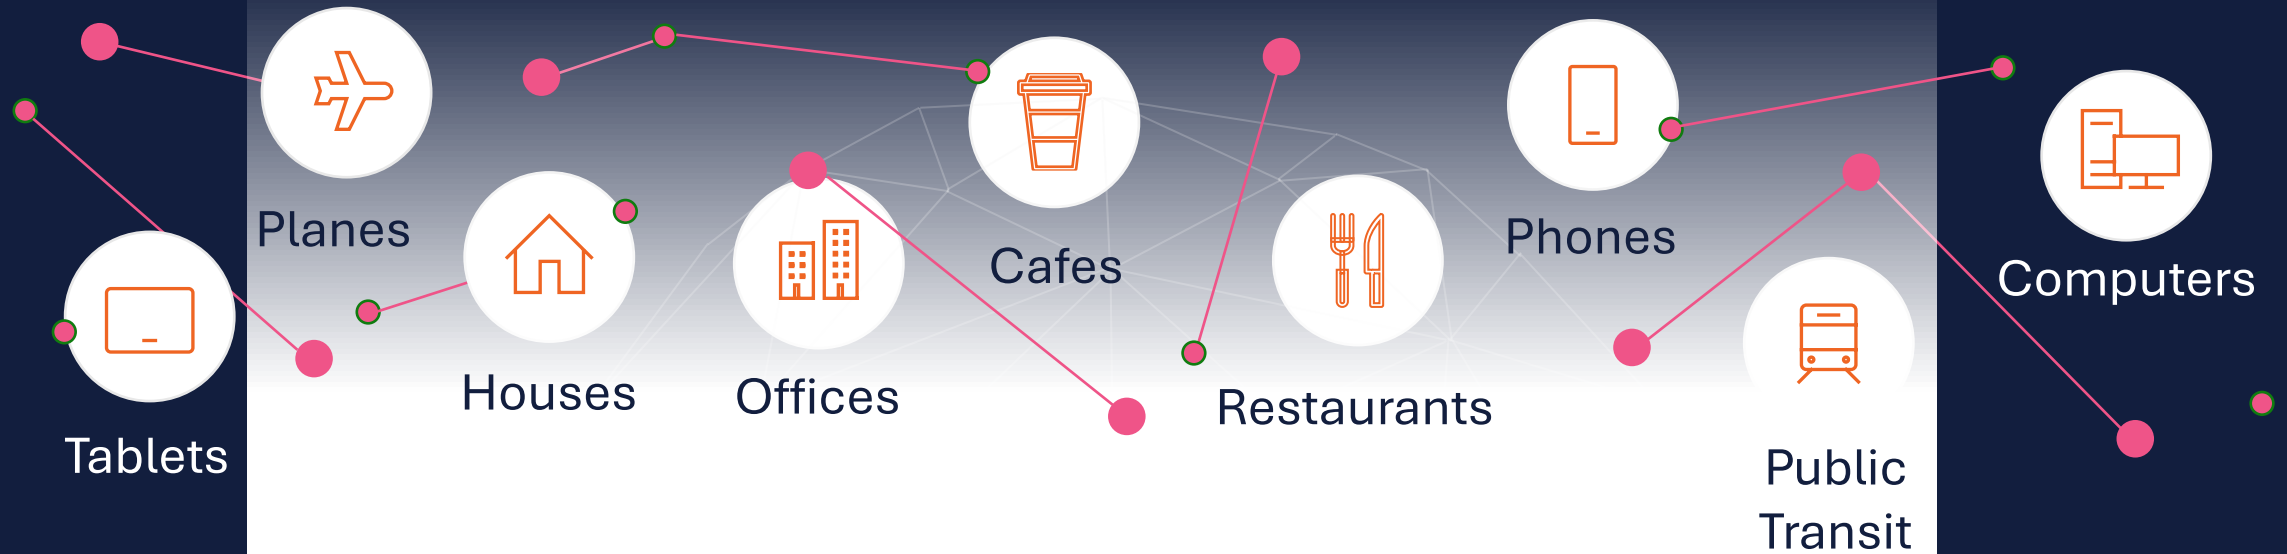 Planes
Phones
Cafes
Computers
Houses
Offices
Restaurants
Tablets
Public
Transit